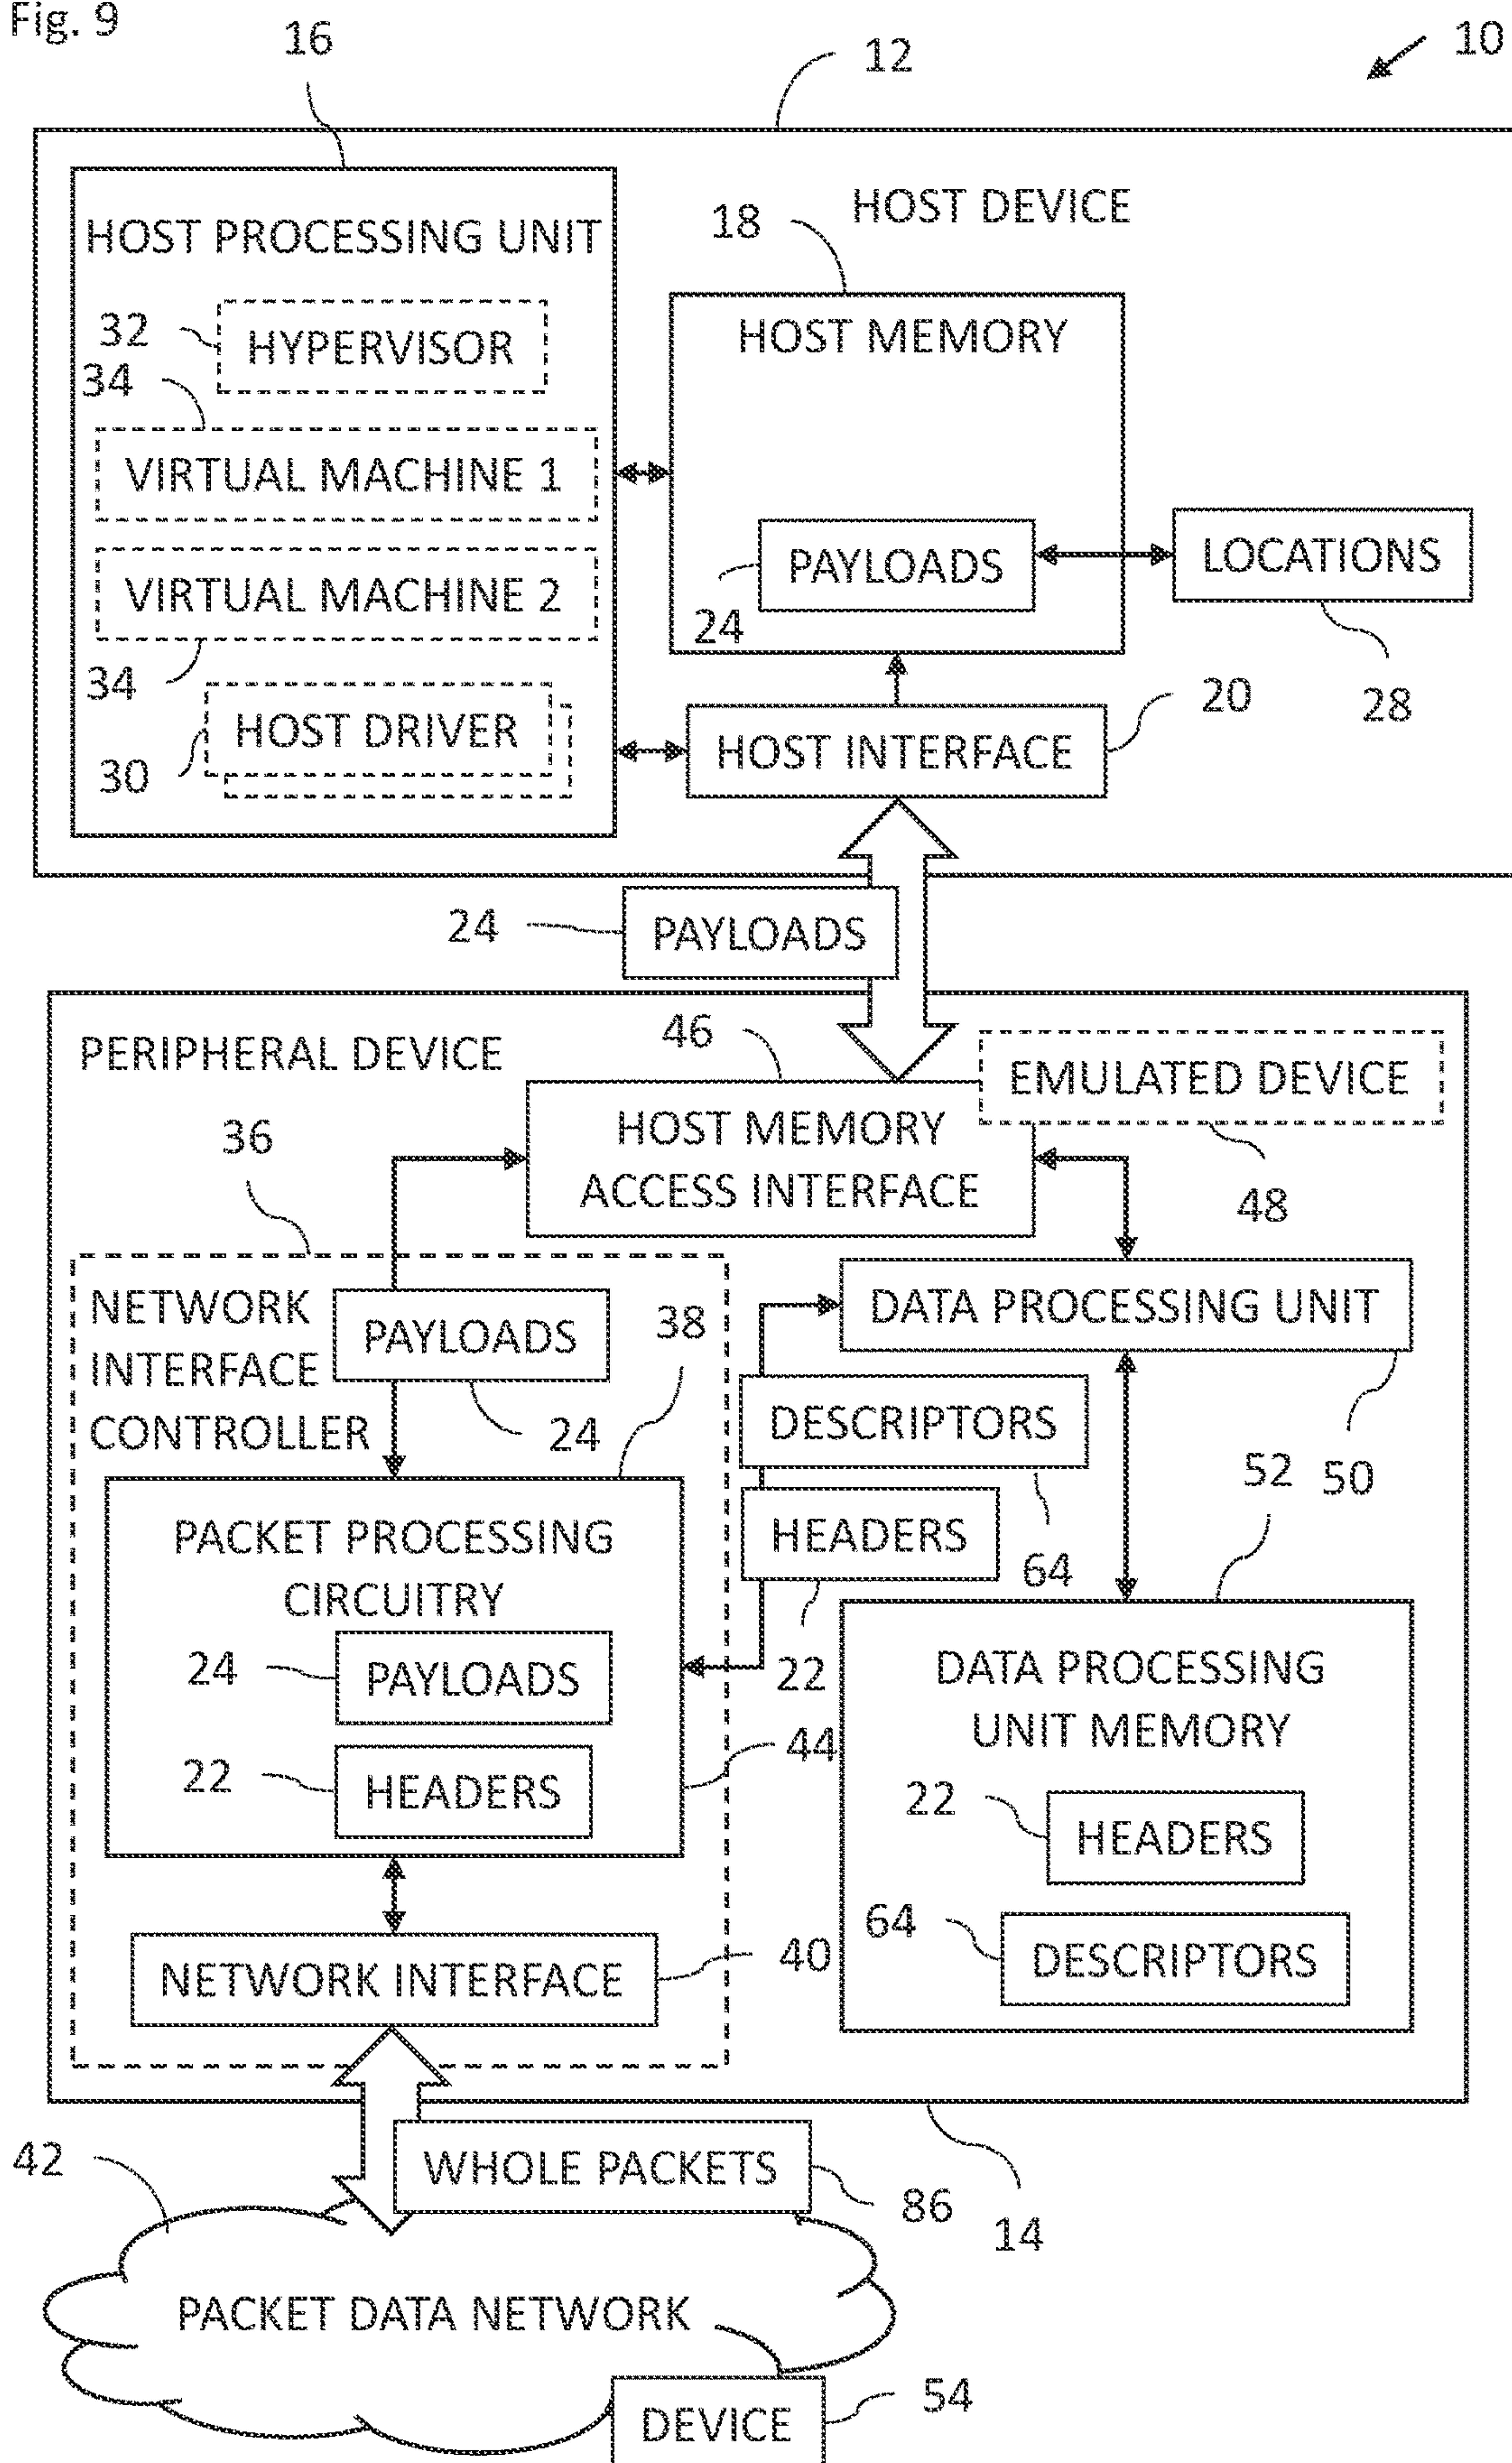 Fig. 9
16
12
10
HOST DEVICE
HOST PROCESSING UNIT
18
32
HYPERVISOR
HOST MEMORY
34
VIRTUAL MACHINE 1
VIRTUAL MACHINE 2
PAYLOADS
LOCATIONS
24
34
HOST DRIVER
30
HOST INTERFACE
20
28
24
PAYLOADS
PERIPHERAL DEVICE
46
EMULATED DEVICE
HOST MEMORY
ACCESS INTERFACE
36
48
NETWORK
INTERFACE
CONTROLLER
PAYLOADS
38
DATA PROCESSING UNIT
24
DESCRIPTORS
52
50
PACKET PROCESSING
CIRCUITRY
HEADERS
64
24
PAYLOADS
22
DATA PROCESSING
UNIT MEMORY
22
HEADERS
44
22
HEADERS
64
DESCRIPTORS
NETWORK INTERFACE
40
42
WHOLE PACKETS
86
14
PACKET DATA NETWORK
DEVICE
54